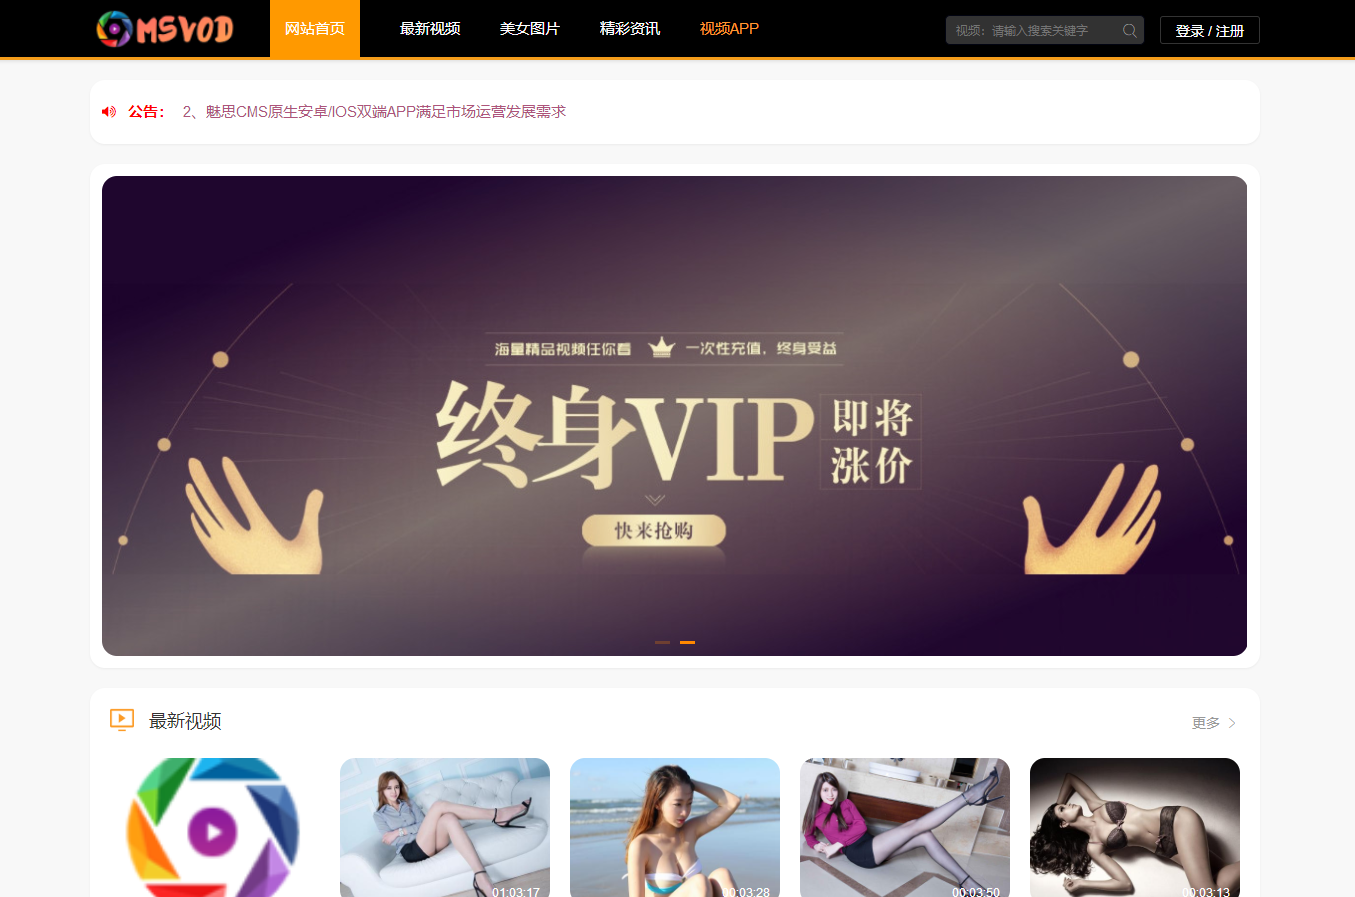 MSVOD
网站首页
最新视频
美女图片
精彩资讯
视频APP
视频：请输入搜索关键字
登录 / 注册
公告：
2、魅思CMS原生安卓/IOS双端APP满足市场运营发展需求
海量精品视频任你看
一次性充值，终身受益
终身VIP
即将
涨价
快来抢购
最新视频
更多
01:03:17
00:03:28
00:03:50
00:03:13